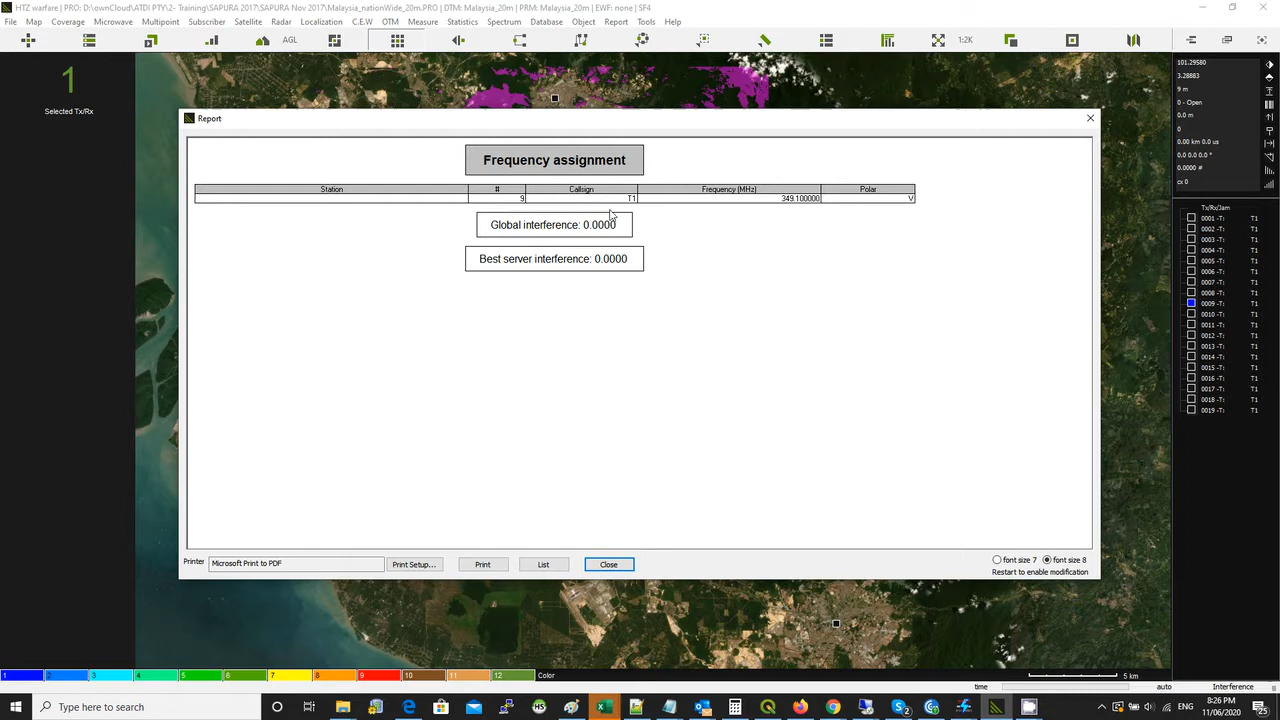 HTZ warfare | PRO: D:\ownCloud\ATDI PTY\2- Training\SAPURA 2017\SAPURA Nov 2017\Malaysia_nationWide_20m.PRO | DTM: Malaysia_20m | PRM: Malaysia_20m | EWF: none | SCN:
File Map Coverage Microwave Multipoint Subscriber Satellite Radar Localization C.E.W OTM Measure Statistics Spectrum Database Object Report Tools Help
AGL 1:2K
1
Selected Tx/Rx
Report
Frequency assignment
Station # Callsign Frequency (MHz) Polar
9 T1 349.100000 V
Global interference: 0.0000
Best server interference: 0.0000
Printer Microsoft Print to PDF Print Setup... Print List Close font size 7 font size 8
Restart to enable modification
101.29580
3.28883
9 m
0 - Open
0.0 m
0
0.00 km 0.0 us
0.0 0.0 0.0 °
0.0000 #
cx 0
Tx/Rx/Jam
0001 -T: T1
0002 -T: T1
0003 -T: T1
0004 -T: T1
0005 -T: T1
0006 -T: T1
0007 -T: T1
0008 -T: T1
0009 -T: T1
0010 -T: T1
0011 -T: T1
0012 -T: T1
0013 -T: T1
0014 -T: T1
0015 -T: T1
0016 -T: T1
0017 -T: T1
0018 -T: T1
0019 -T: T1
1 2 3 4 5 6 7 8 9 10 11 12 Color 5 km
time auto Interference
Type here to search
ENG
8:26 PM
11/06/2020